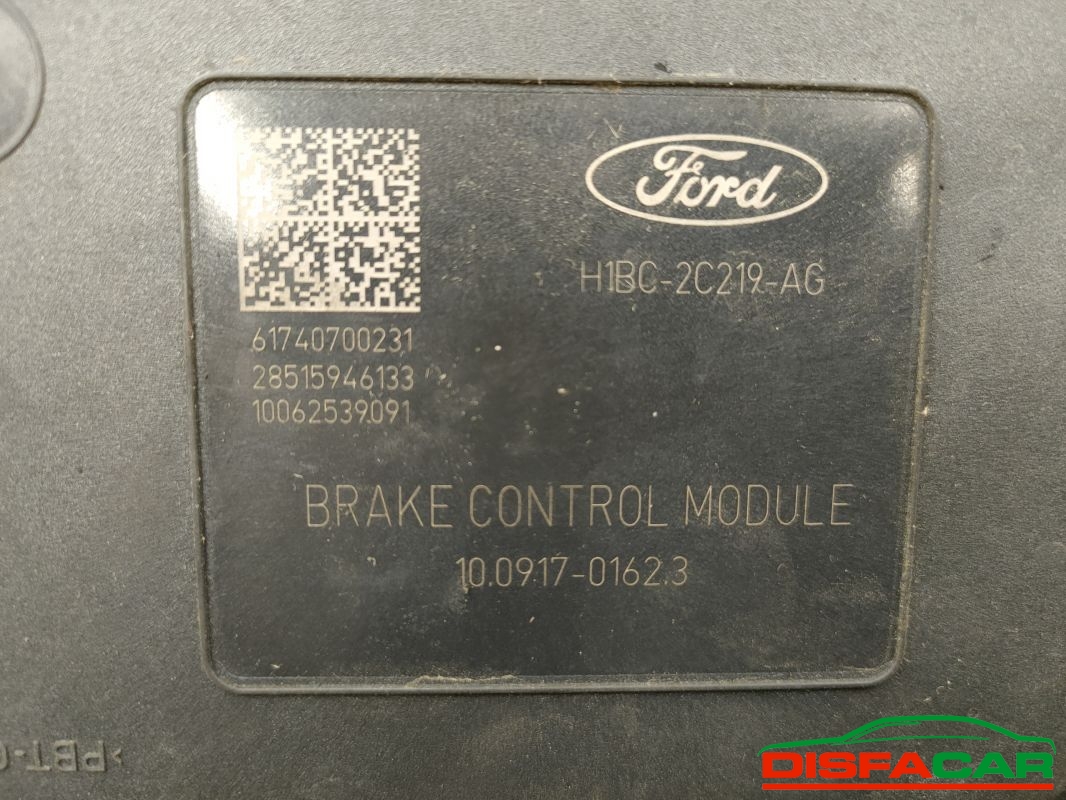 Ford
H1BC-2C219-AG
61740700231
28515946133
10062539091
BRAKE CONTROL MODULE
10.0917-0162.3
DISFACAR